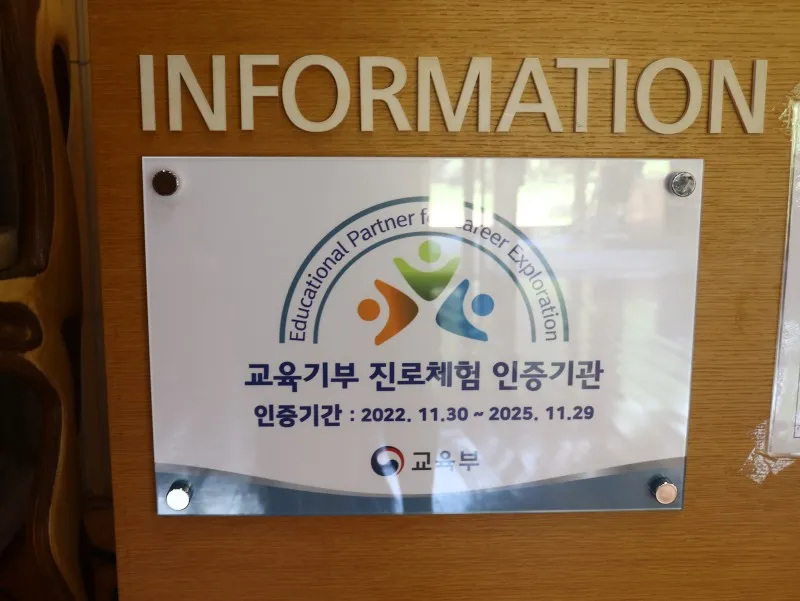 INFORMATION
Educational Partner for Career Exploration
교육기부 진로체험 인증기관
인증기간 : 2022. 11.30 ~ 2025. 11.29
교육부